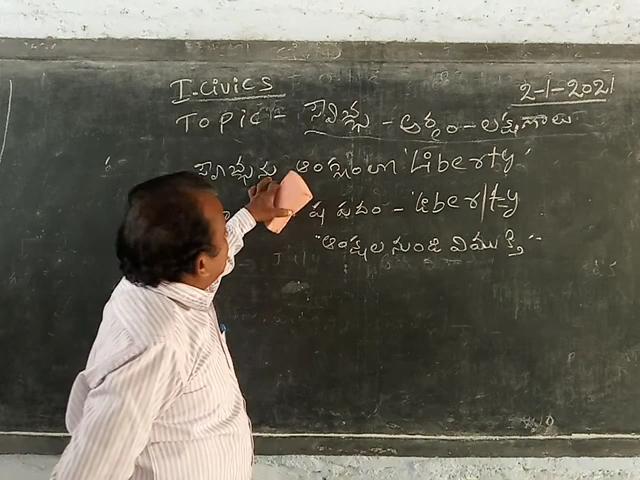 I-civics
2-1-2021
Topic:- స్వేచ్ఛ - అర్థం - లక్షణాలు
స్వేచ్ఛను ఆంగ్లంలో "Liberty"
ష పదం - Liberty
"ఆంక్షల నుండి విముక్తి"